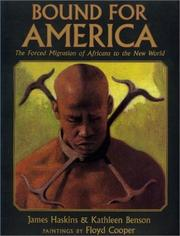 BOUND FOR
AMERICA
The Forced Migration of Africans to the New World
James Haskins & Kathleen Benson
PAINTINGS BY Floyd Cooper